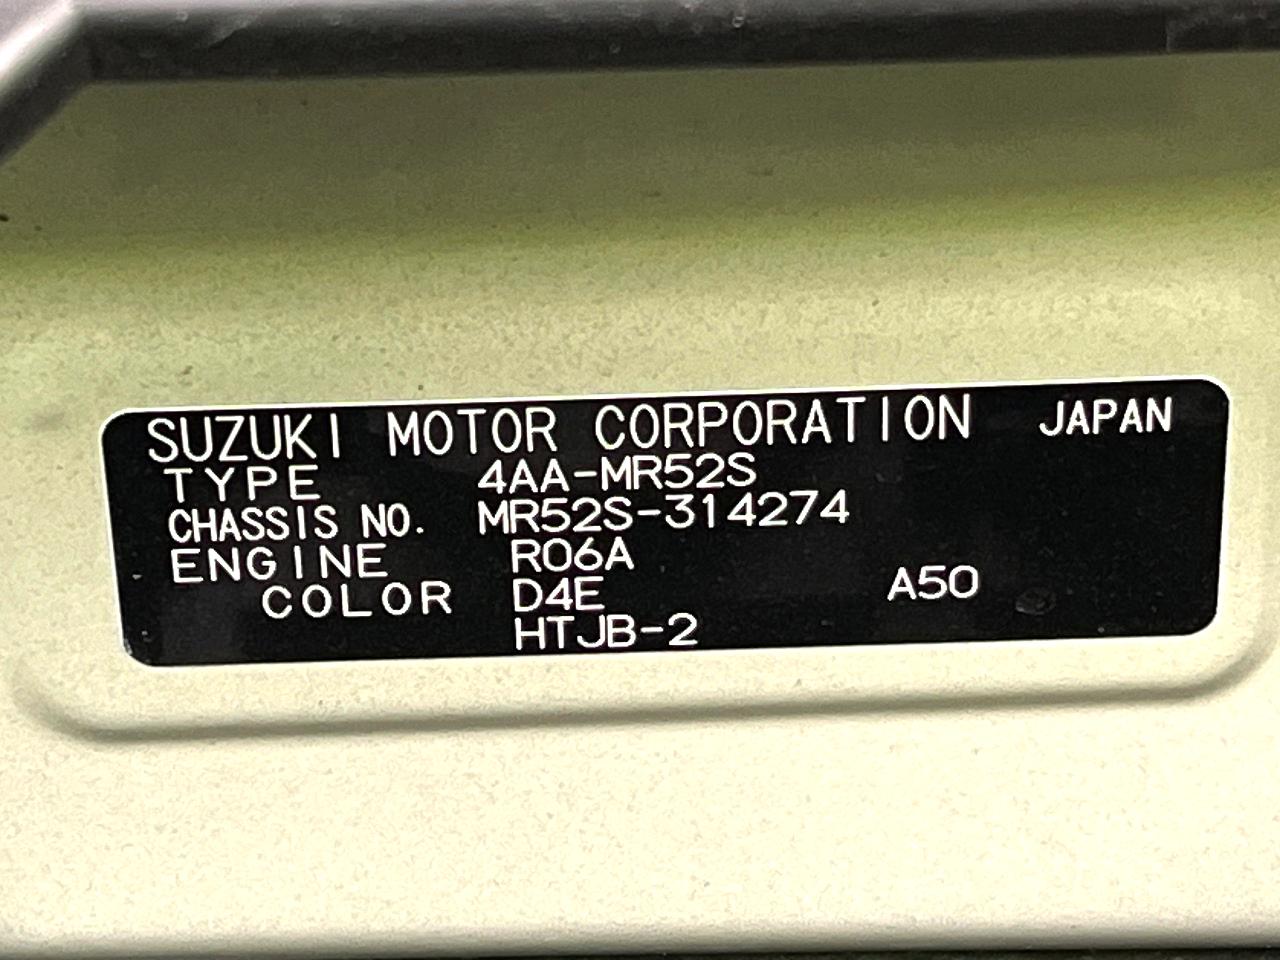 SUZUKI MOTOR CORPORATION JAPAN
TYPE 4AA-MR52S
CHASSIS NO. MR52S-314274
ENGINE R06A
COLOR D4E A50
HTJB-2